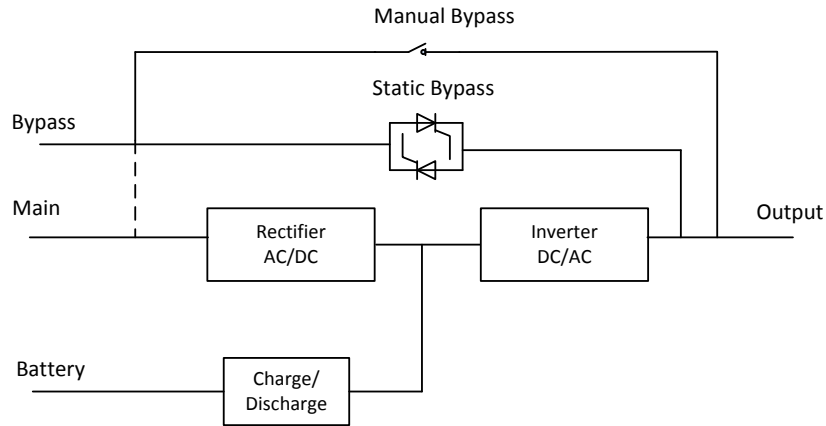 Manual Bypass
Static Bypass
Bypass
Main
Rectifier
AC/DC
Inverter
DC/AC
Output
Battery
Charge/
Discharge